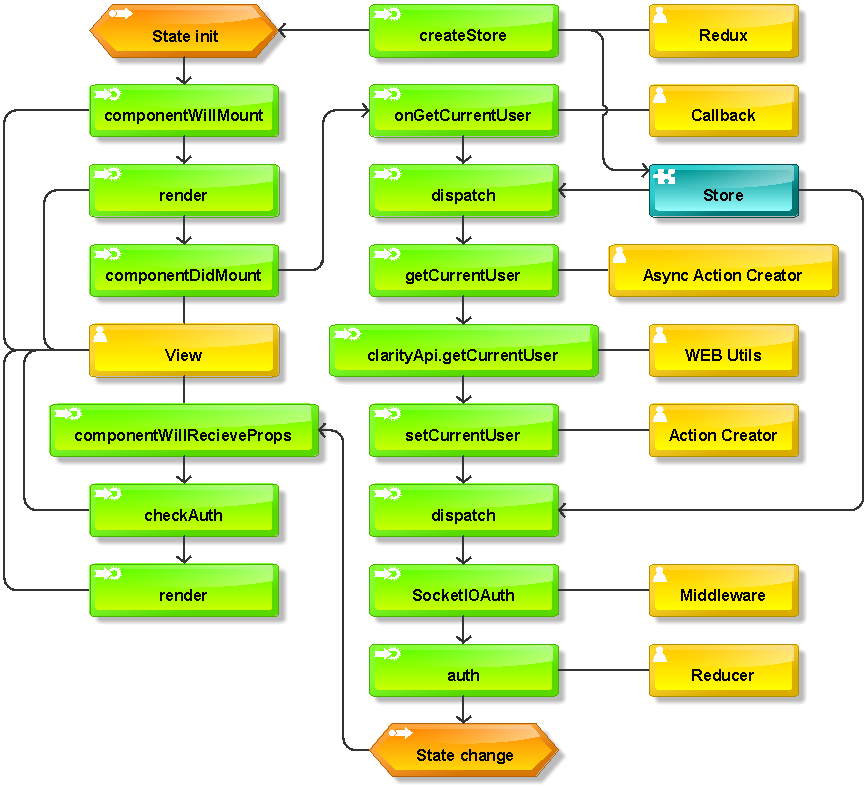 State init
createStore
Redux
componentWillMount
onGetCurrentUser
Callback
render
dispatch
Store
componentDidMount
getCurrentUser
Async Action Creator
View
clarityApi.getCurrentUser
WEB Utils
componentWillRecieveProps
setCurrentUser
Action Creator
checkAuth
dispatch
render
SocketIOAuth
Middleware
auth
Reducer
State change